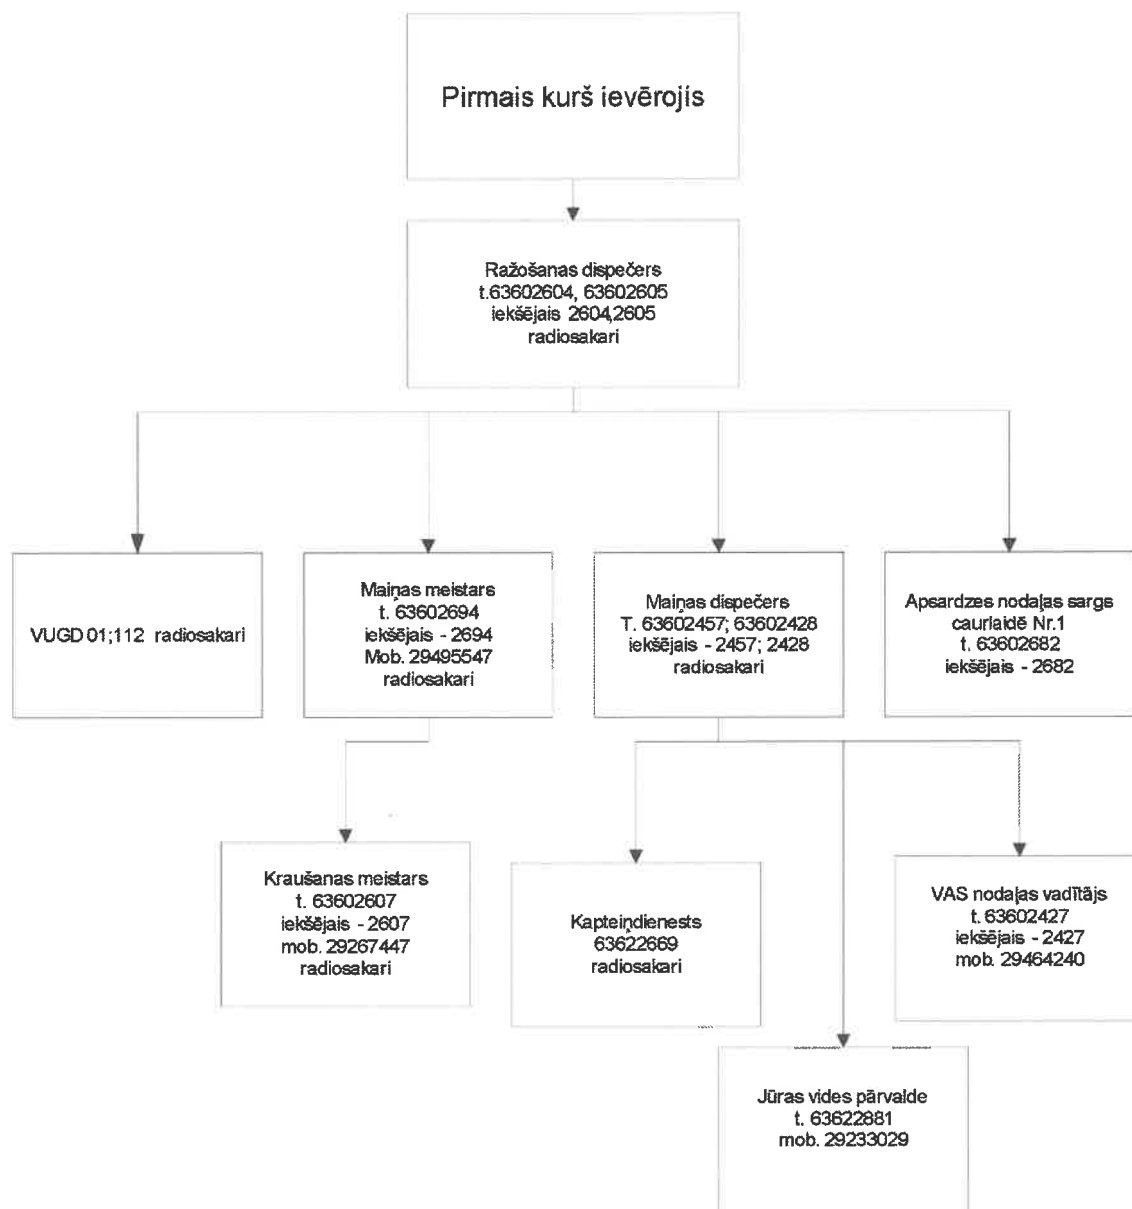 Pirmais kurš ievērojis
Ražošanas dispečers
t.63602604, 63602605
iekšējais 2604,2605
radiosakari
VUGD 01;112 radiosakari
Maiņas meistars
t. 63602694
iekšējais - 2694
Mob. 29495547
radiosakari
Maiņas dispečers
T. 63602457; 63602428
iekšējais - 2457; 2428
radiosakari
Apsardzes nodaļas sargs
caurlaidē Nr.1
t. 63602682
iekšējais - 2682
Kraušanas meistars
t. 63602607
iekšējais - 2607
mob. 29267447
radiosakari
Kapteiņdienests
63622669
radiosakari
VAS nodaļas vadītājs
t. 63602427
iekšējais - 2427
mob. 29464240
Jūras vides pārvalde
t. 63622881
mob. 29233029